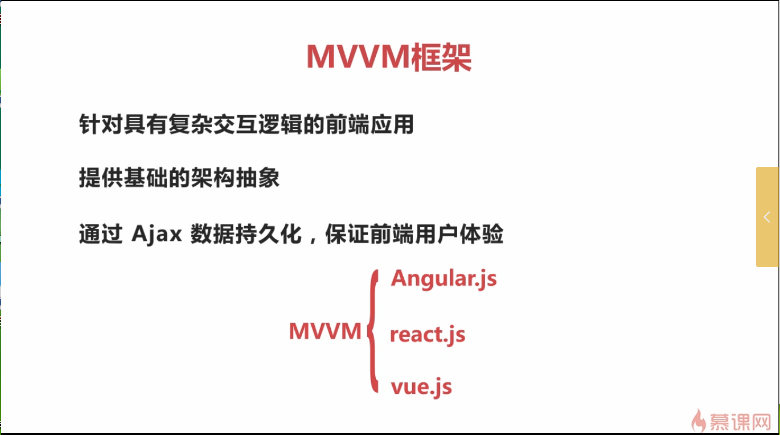 MVVM框架
针对具有复杂交互逻辑的前端应用
提供基础的架构抽象
通过 Ajax 数据持久化，保证前端用户体验
Angular.js
MVVM
react.js
vue.js
慕课网